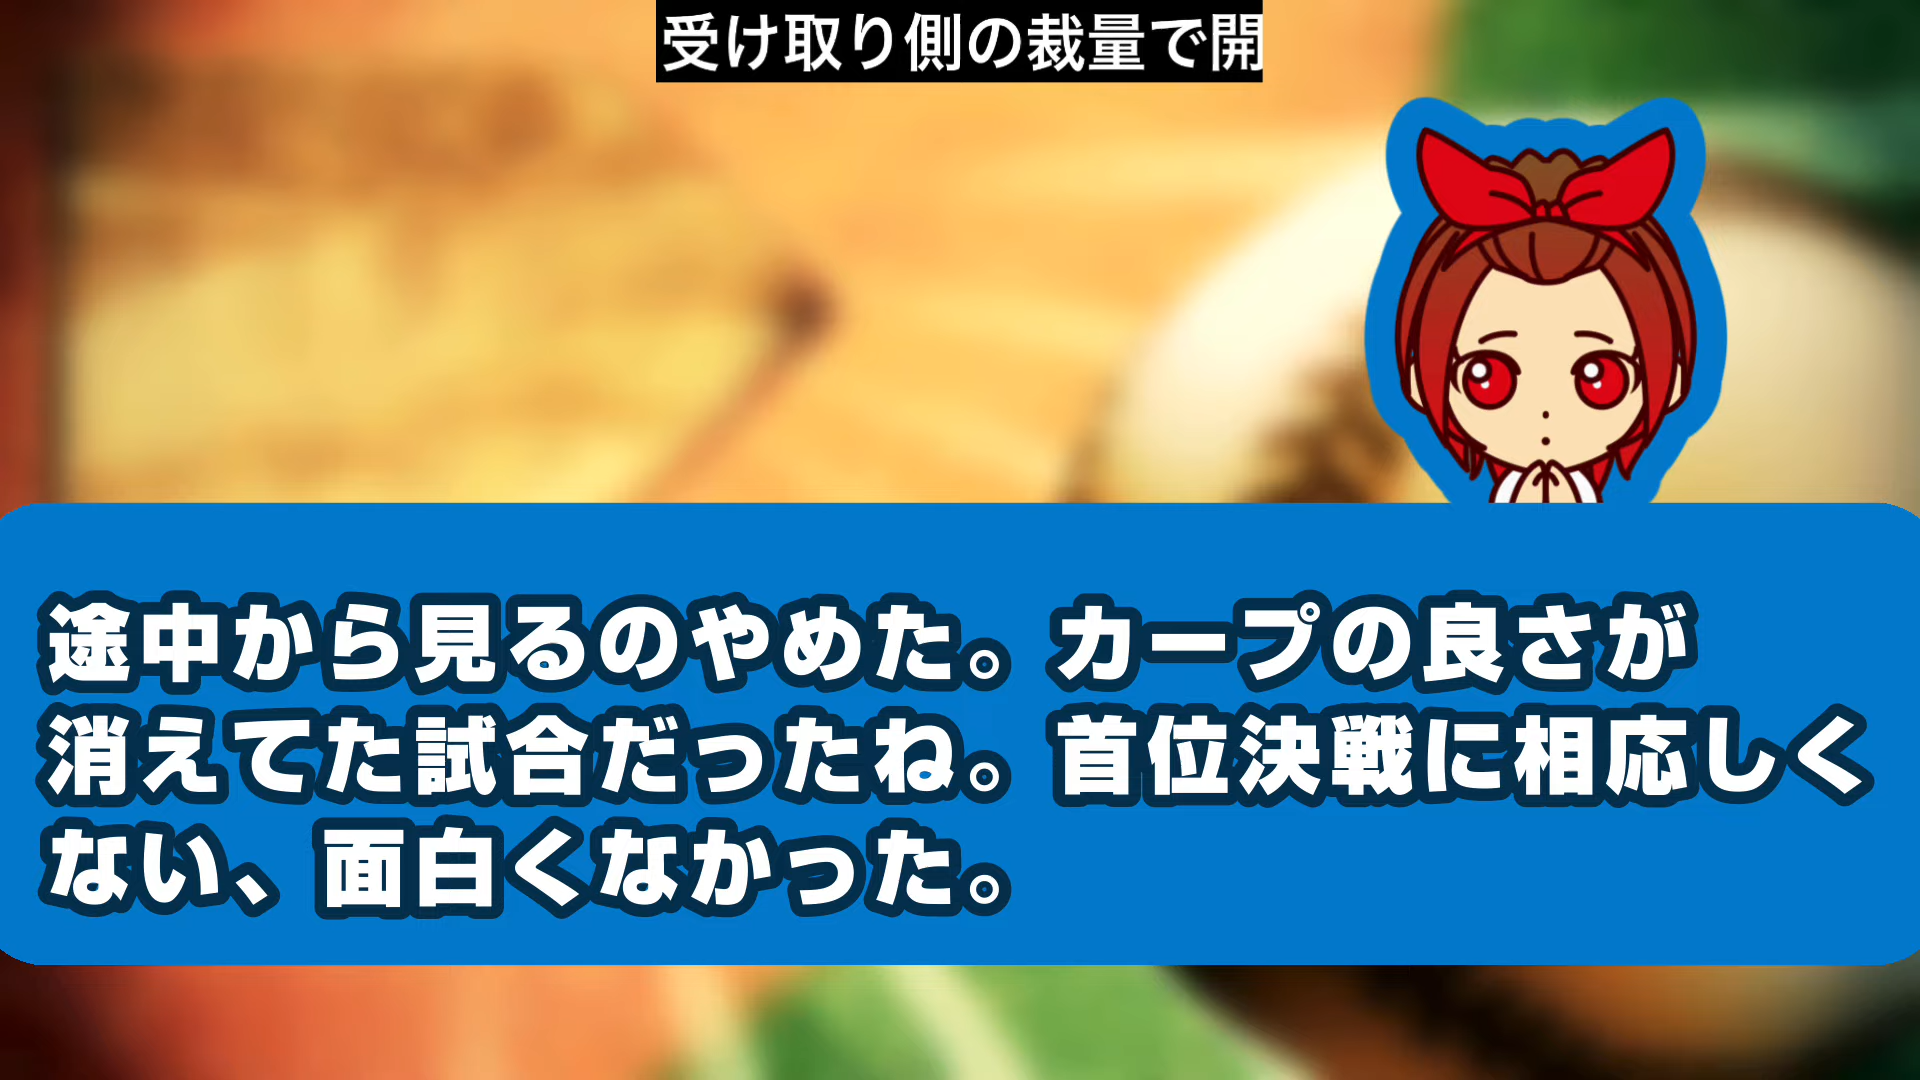 受け取り側の裁量で開
途中から見るのやめた。カープの良さが
消えてた試合だったね。首位決戦に相応しく
ない、面白くなかった。